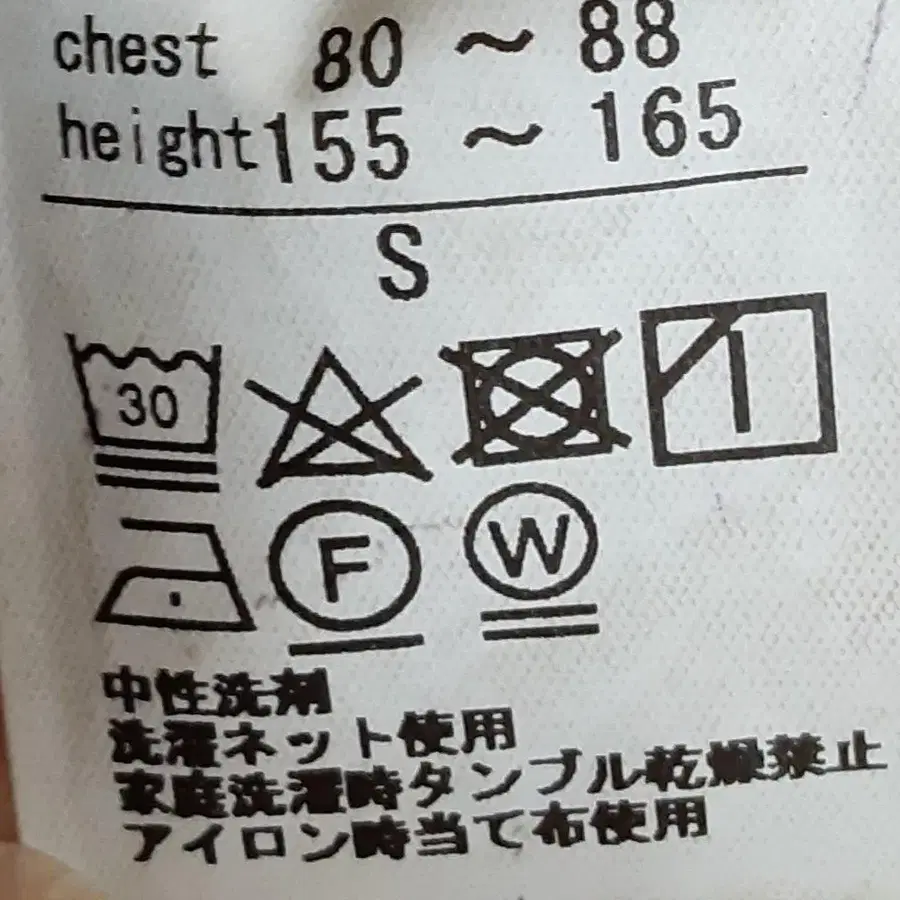 chest 80 ～ 88
height 155 ～ 165
S
30
F W
中性洗剤
洗濯ネット使用
家庭洗濯時タンブル乾燥禁止
アイロン時当て布使用